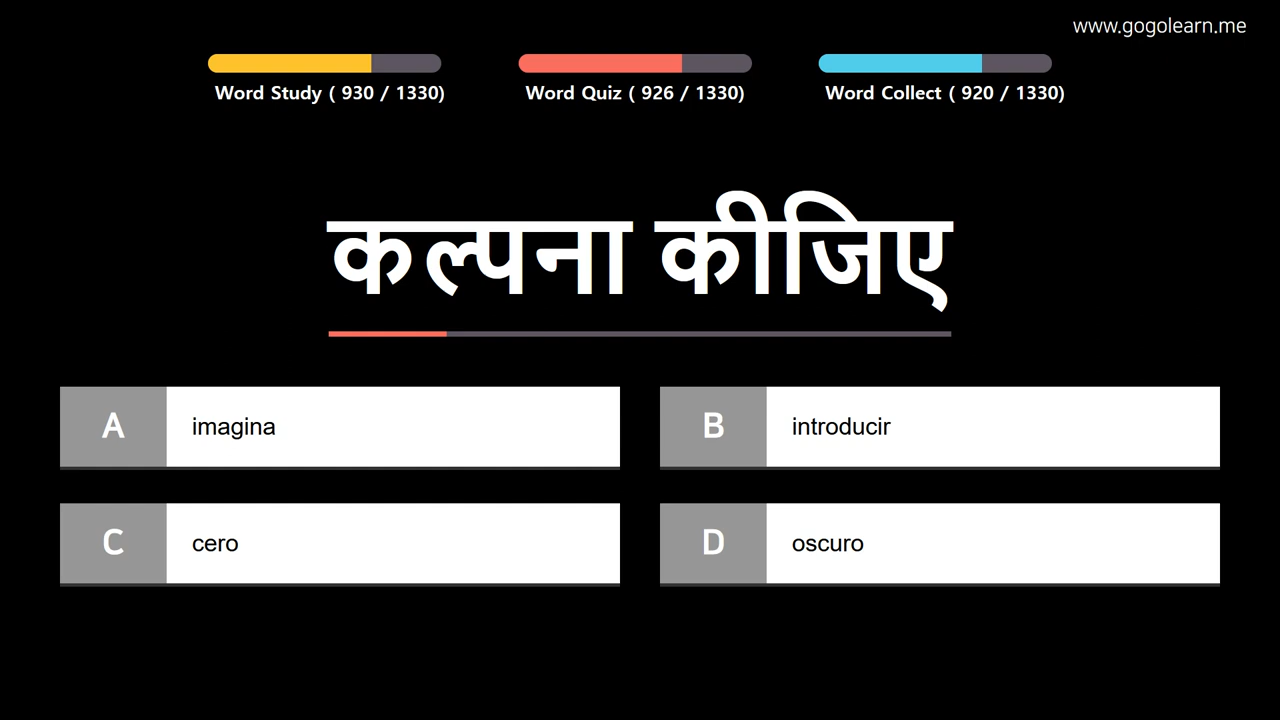 www.gogolearn.me
Word Study ( 930 / 1330)
Word Quiz ( 926 / 1330)
Word Collect ( 920 / 1330)
कल्पना कीजिए
A imagina
B introducir
C cero
D oscuro